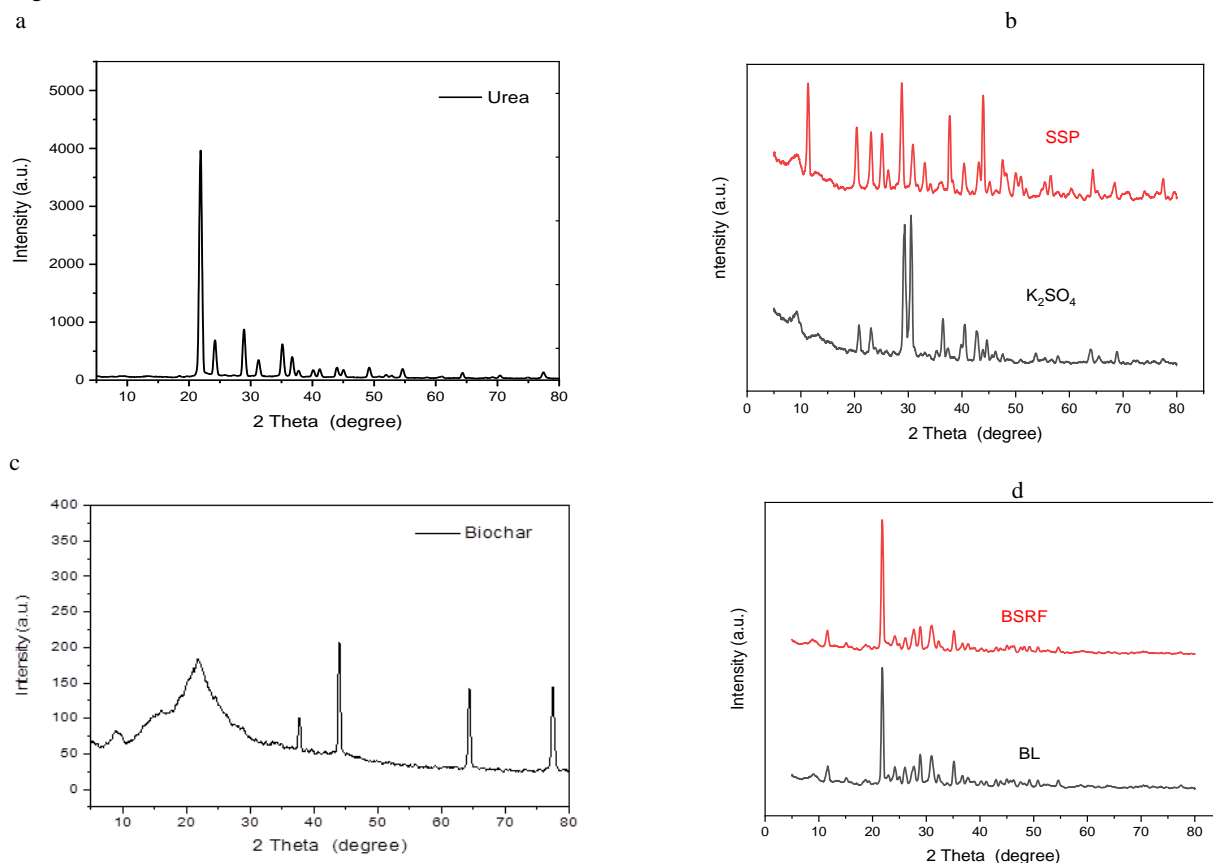 a
5000
4000
3000
2000
1000
0
Intensity (a.u.)
Urea
10 20 30 40 50 60 70 80
2 Theta (degree)
b
ntensity (a.u.)
SSP
K₂SO₄
0 10 20 30 40 50 60 70 80
2 Theta (degree)
c
400
350
300
250
200
150
100
50
0
Intensity (a.u.)
Biochar
10 20 30 40 50 60 70 80
2 Theta (degree)
d
Intensity (a.u.)
BSRF
BL
0 10 20 30 40 50 60 70 80
2 Theta (degree)